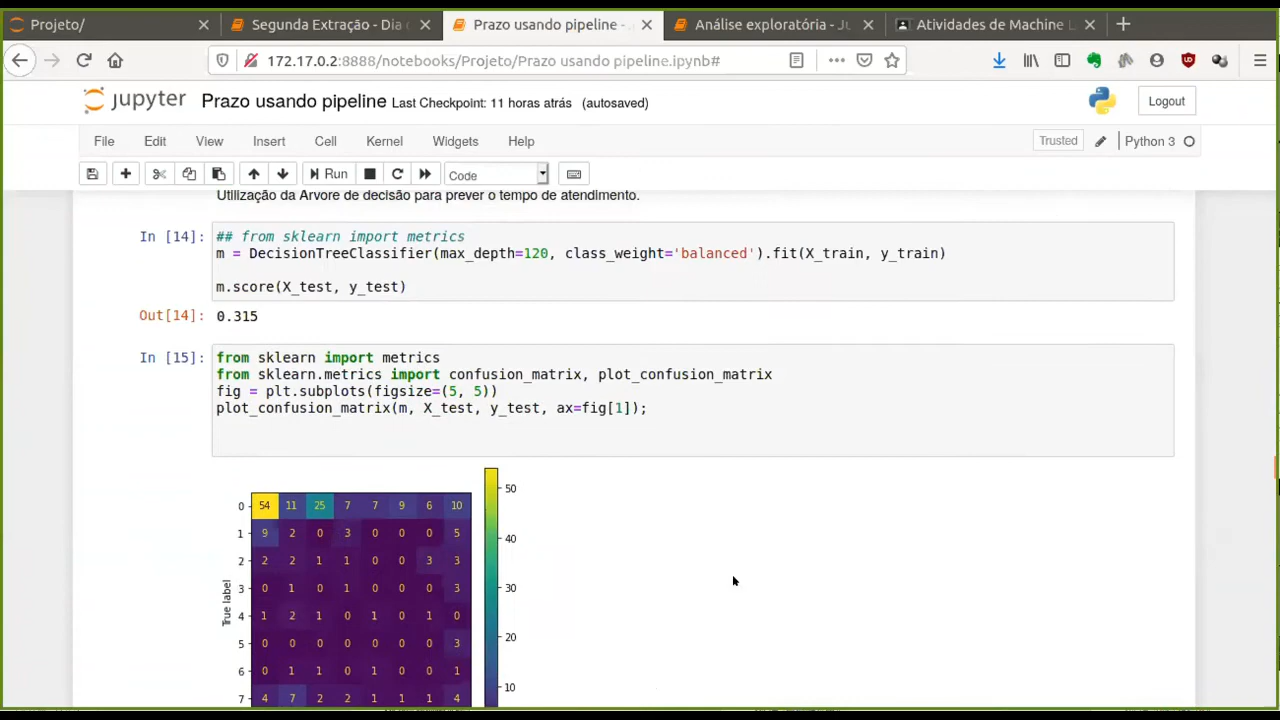 Projeto/
Segunda Extração - Dia d
Prazo usando pipeline -
Análise exploratória - Ju
Atividades de Machine L
172.17.0.2:8888/notebooks/Projeto/Prazo usando pipeline.ipynb#
jupyter Prazo usando pipeline Last Checkpoint: 11 horas atrás (autosaved)
Logout
File Edit View Insert Cell Kernel Widgets Help
Trusted
Python 3
Run
Code
Utilização da Arvore de decisão para prever o tempo de atendimento.
In [14]:
## from sklearn import metrics
m = DecisionTreeClassifier(max_depth=120, class_weight='balanced').fit(X_train, y_train)
m.score(X_test, y_test)
Out[14]: 0.315
In [15]:
from sklearn import metrics
from sklearn.metrics import confusion_matrix, plot_confusion_matrix
fig = plt.subplots(figsize=(5, 5))
plot_confusion_matrix(m, X_test, y_test, ax=fig[1]);
True label
0 54 11 25 7 7 9 6 10
1 9 2 0 3 0 0 0 5
2 2 2 1 1 0 0 3 3
3 0 1 0 1 0 0 0 3
4 1 2 1 0 1 0 1 0
5 0 0 0 0 0 0 0 3
6 0 1 1 0 1 0 0 1
7 4 7 2 2 1 1 1 4
50
40
30
20
10